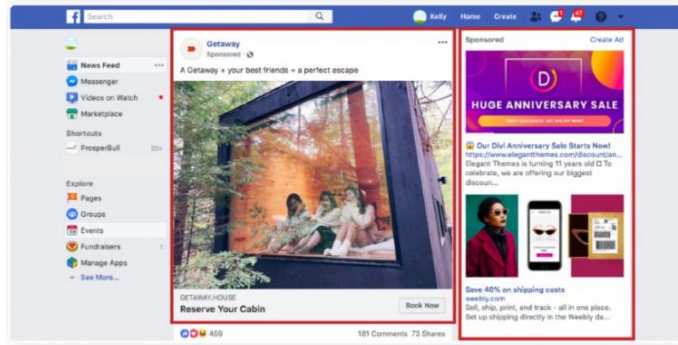 Search
Kelly Home Create
News Feed
Messenger
Videos on Watch
Marketplace
Shortcuts
ProsperBull 20+
Explore
Pages
Groups
Events
Fundraisers 1
Manage Apps
See More...
Getaway
Sponsored ·
A Getaway + your best friends = a perfect escape
GETAWAY.HOUSE
Reserve Your Cabin
Book Now
459
181 Comments 73 Shares
Sponsored
Create Ad
D
HUGE ANNIVERSARY SALE
Our Divi Anniversary Sale Starts Now!
https://www.elegantthemes.com/discount/an...
Elegant Themes is turning 11 years old To
celebrate, we are offering our biggest
discoun...
Save 40% on shipping costs
weebly.com
Sell, ship, print, and track - all in one place.
Set up shipping directly in the Weebly da...